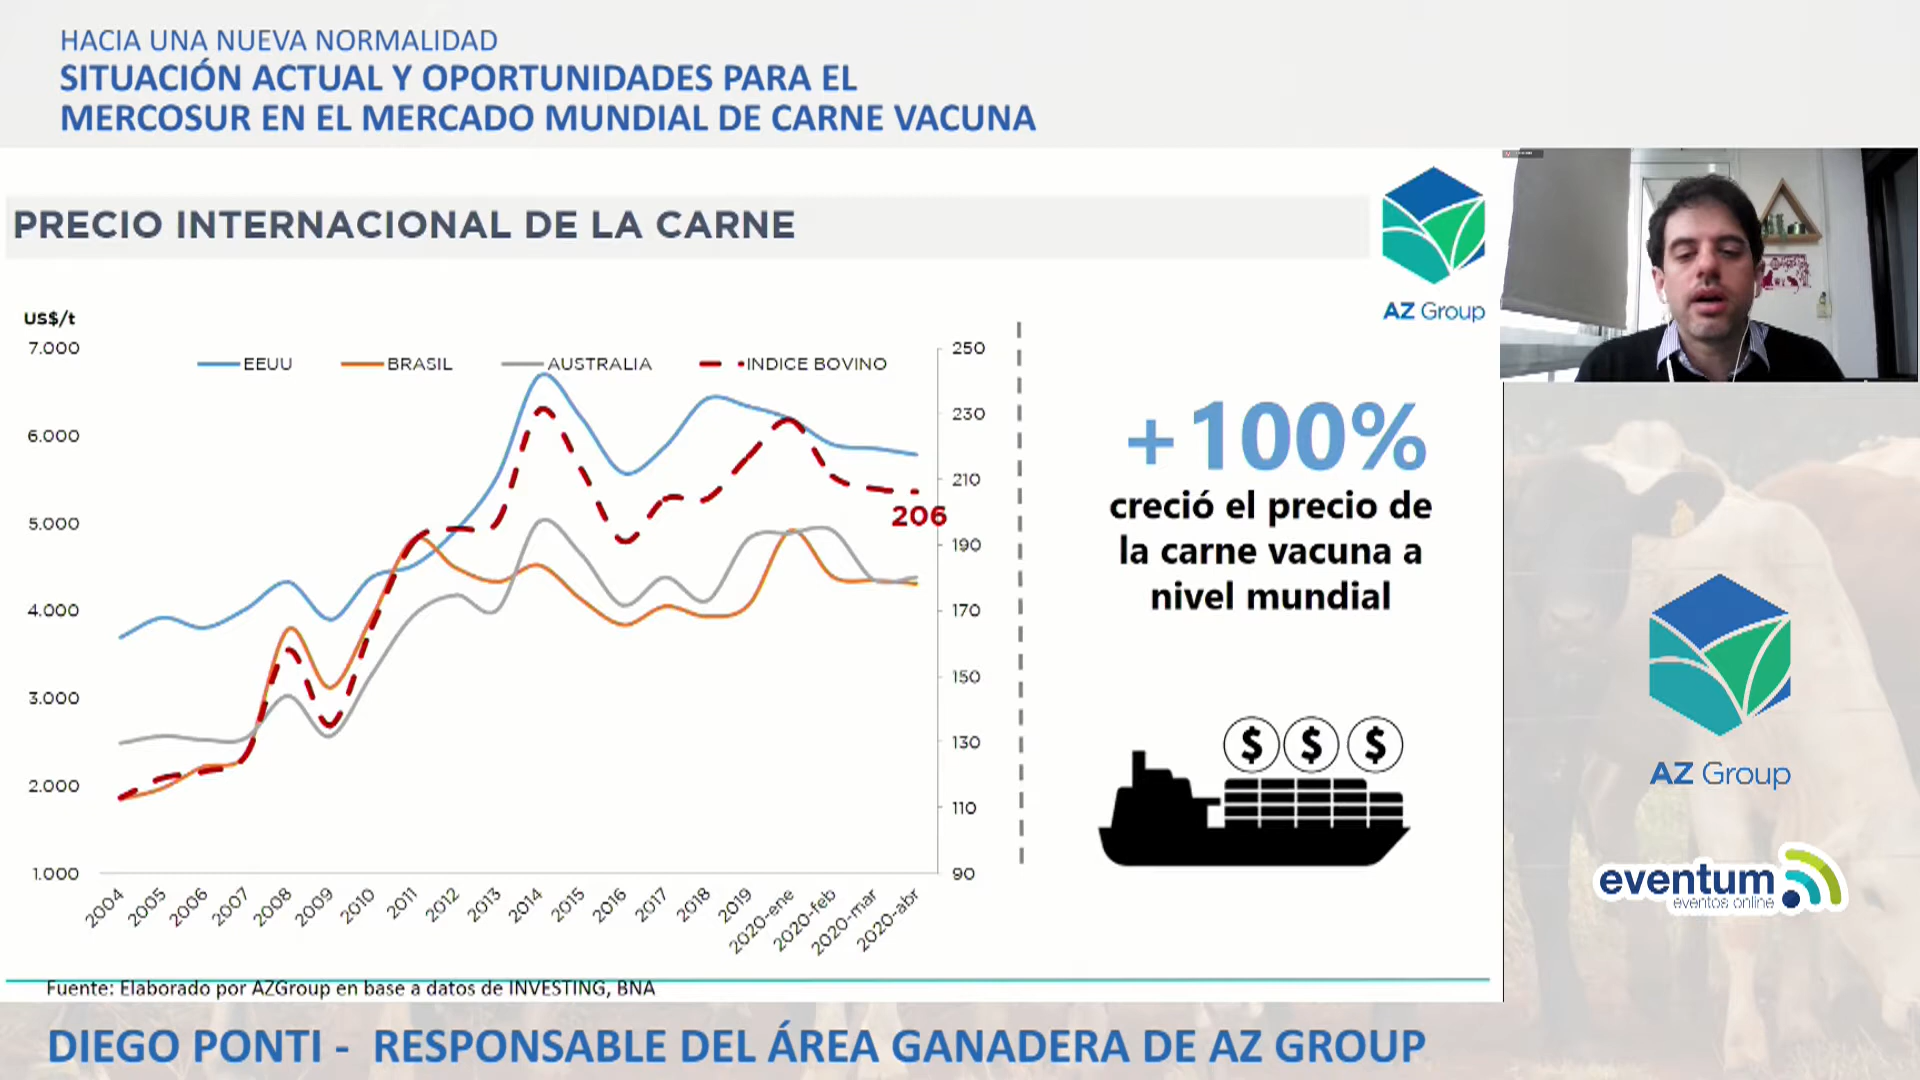 HACIA UNA NUEVA NORMALIDAD
SITUACIÓN ACTUAL Y OPORTUNIDADES PARA EL
MERCOSUR EN EL MERCADO MUNDIAL DE CARNE VACUNA
PRECIO INTERNACIONAL DE LA CARNE
AZ Group
US$/t
7.000
6.000
5.000
4.000
3.000
2.000
1.000
EEUU
BRASIL
AUSTRALIA
INDICE BOVINO
250
230
210
190
170
150
130
110
90
206
2004
2005
2006
2007
2008
2009
2010
2011
2012
2013
2014
2015
2016
2017
2018
2019
2020-ene
2020-feb
2020-mar
2020-abr
+100%
creció el precio de
la carne vacuna a
nivel mundial
$ $ $
Fuente: Elaborado por AZGroup en base a datos de INVESTING, BNA
AZ Group
eventum
eventos online
DIEGO PONTI - RESPONSABLE DEL ÁREA GANADERA DE AZ GROUP